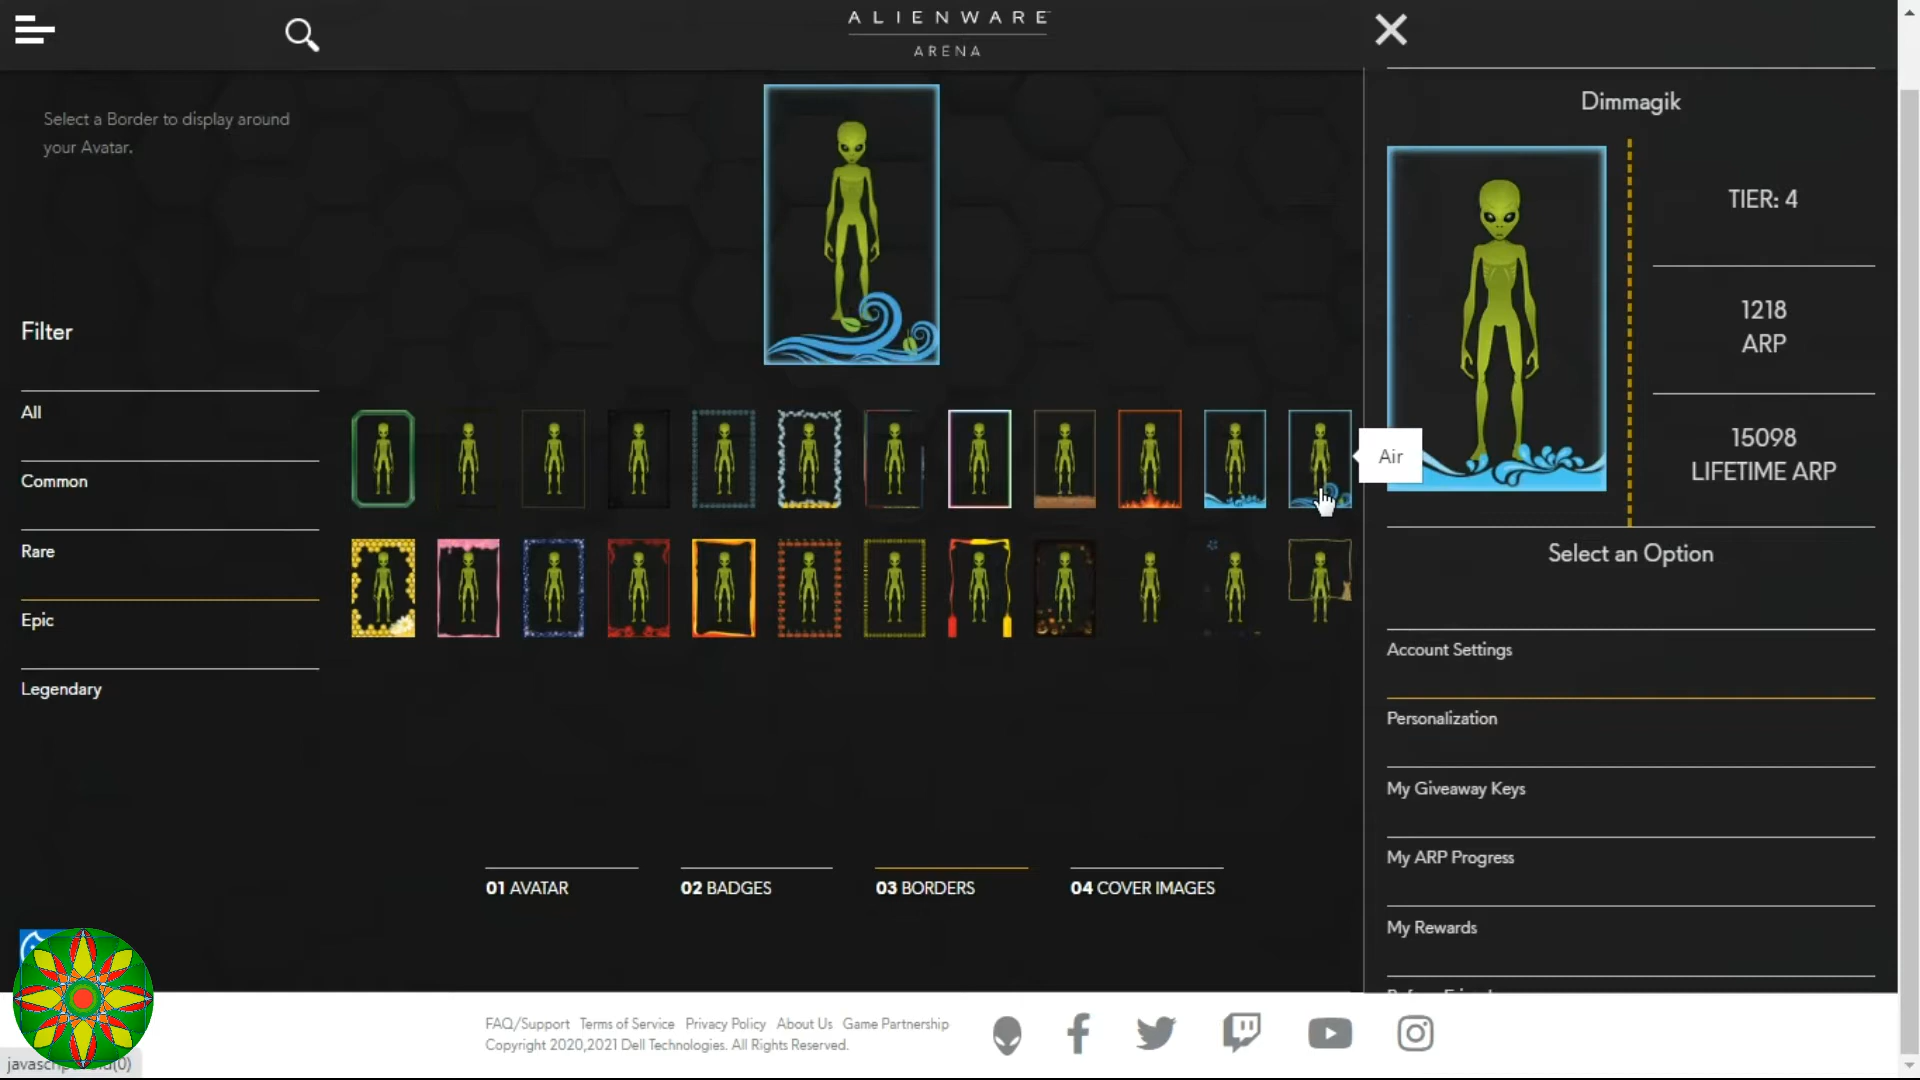 ALIENWARE
ARENA
Select a Border to display around
your Avatar.
Filter
All
Common
Rare
Epic
Legendary
Air
01 AVATAR
02 BADGES
03 BORDERS
04 COVER IMAGES
Dimmagik
TIER: 4
1218
ARP
15098
LIFETIME ARP
Select an Option
Account Settings
Personalization
My Giveaway Keys
My ARP Progress
My Rewards
FAQ/Support Terms of Service Privacy Policy About Us Game Partnership
Copyright 2020,2021 Dell Technologies. All Rights Reserved.